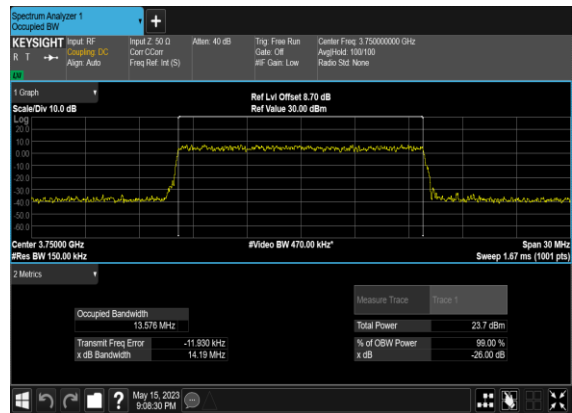 Spectrum Analyzer 1
Occupied BW
KEYSIGHT Input: RF Input Z: 50 Ω Atten: 40 dB Trig: Free Run Center Freq: 3.750000000 GHz
R T Coupling: DC Corr CCorr Gate: Off Avg|Hold: 100/100
Align: Auto Freq Ref: Int (S) #IF Gain: Low Radio Std: None
1 Graph
Ref Lvl Offset 8.70 dB
Scale/Div 10.0 dB Ref Value 30.00 dBm
Log
20.0
10.0
0.00
-10.0
-20.0
-30.0
-40.0
-50.0
-60.0
Center 3.75000 GHz #Video BW 470.00 kHz* Span 30 MHz
#Res BW 150.00 kHz Sweep 1.67 ms (1001 pts)
2 Metrics
Measure Trace Trace 1
Occupied Bandwidth
13.576 MHz Total Power 23.7 dBm
Transmit Freq Error -11.930 kHz % of OBW Power 99.00 %
x dB Bandwidth 14.19 MHz x dB -26.00 dB
? May 15, 2023
9:08:30 PM